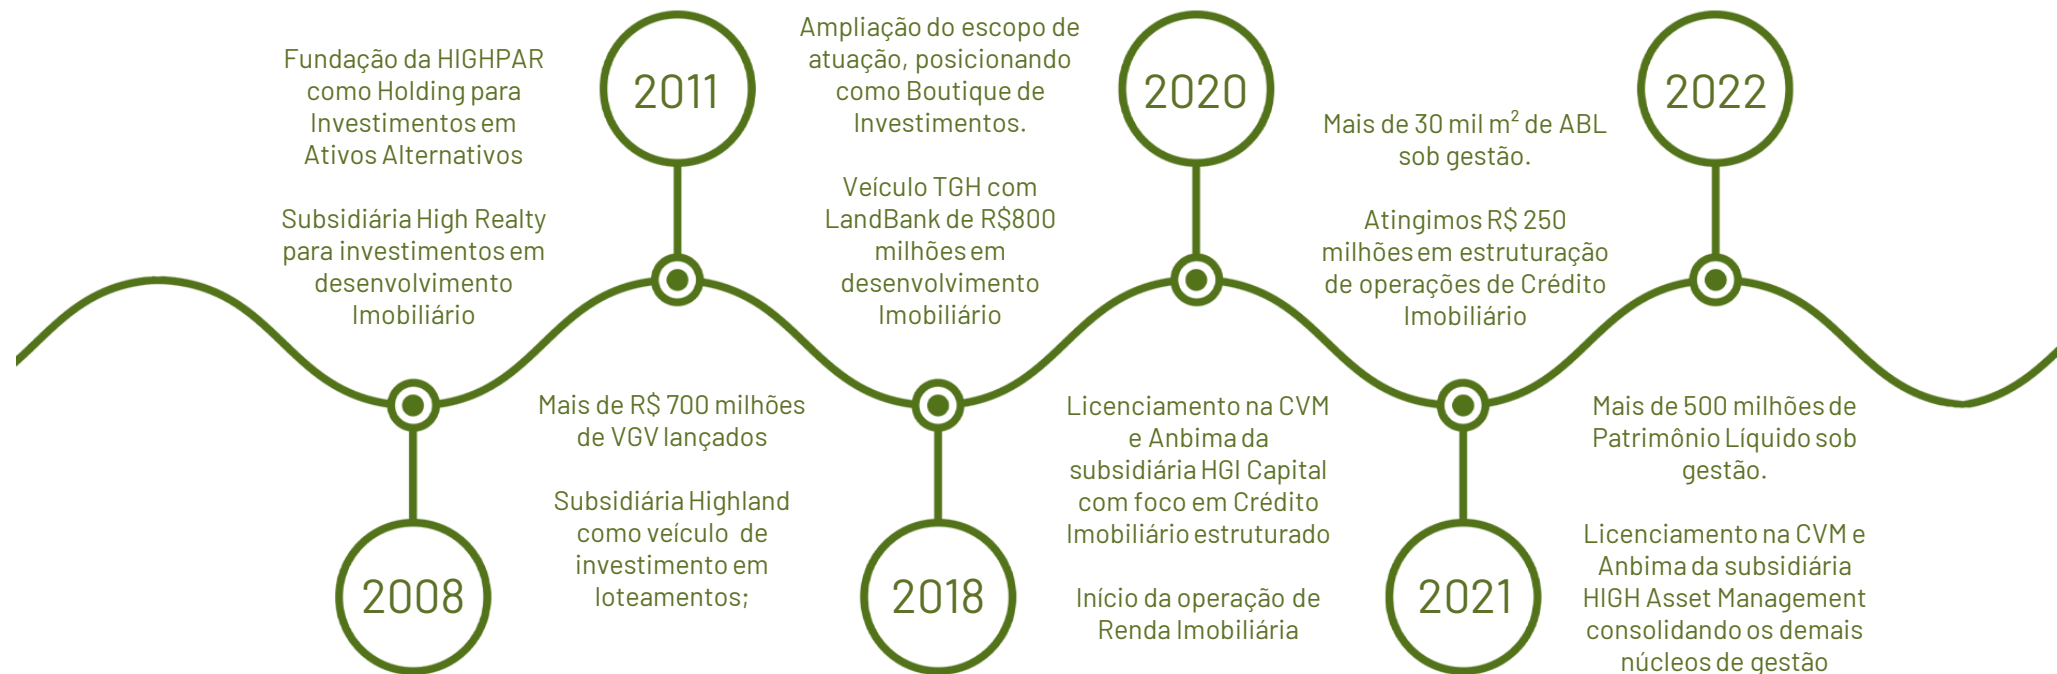 Fundação da HIGHPAR
como Holding para
Investimentos em
Ativos Alternativos
Subsidiária High Realty
para investimentos em
desenvolvimento
Imobiliário
2008
2011
Mais de R$ 700 milhões
de VGV lançados
Subsidiária Highland
como veículo de
investimento em
loteamentos;
Ampliação do escopo de
atuação, posicionando
como Boutique de
Investimentos.
Veículo TGH com
LandBank de R$800
milhões em
desenvolvimento
Imobiliário
2018
2020
Licenciamento na CVM
e Anbima da
subsidiária HGI Capital
com foco em Crédito
Imobiliário estruturado
Início da operação de
Renda Imobiliária
Mais de 30 mil m² de ABL
sob gestão.
Atingimos R$ 250
milhões em estruturação
de operações de Crédito
Imobiliário
2021
2022
Mais de 500 milhões de
Patrimônio Líquido sob
gestão.
Licenciamento na CVM e
Anbima da subsidiária
HIGH Asset Management
consolidando os demais
núcleos de gestão